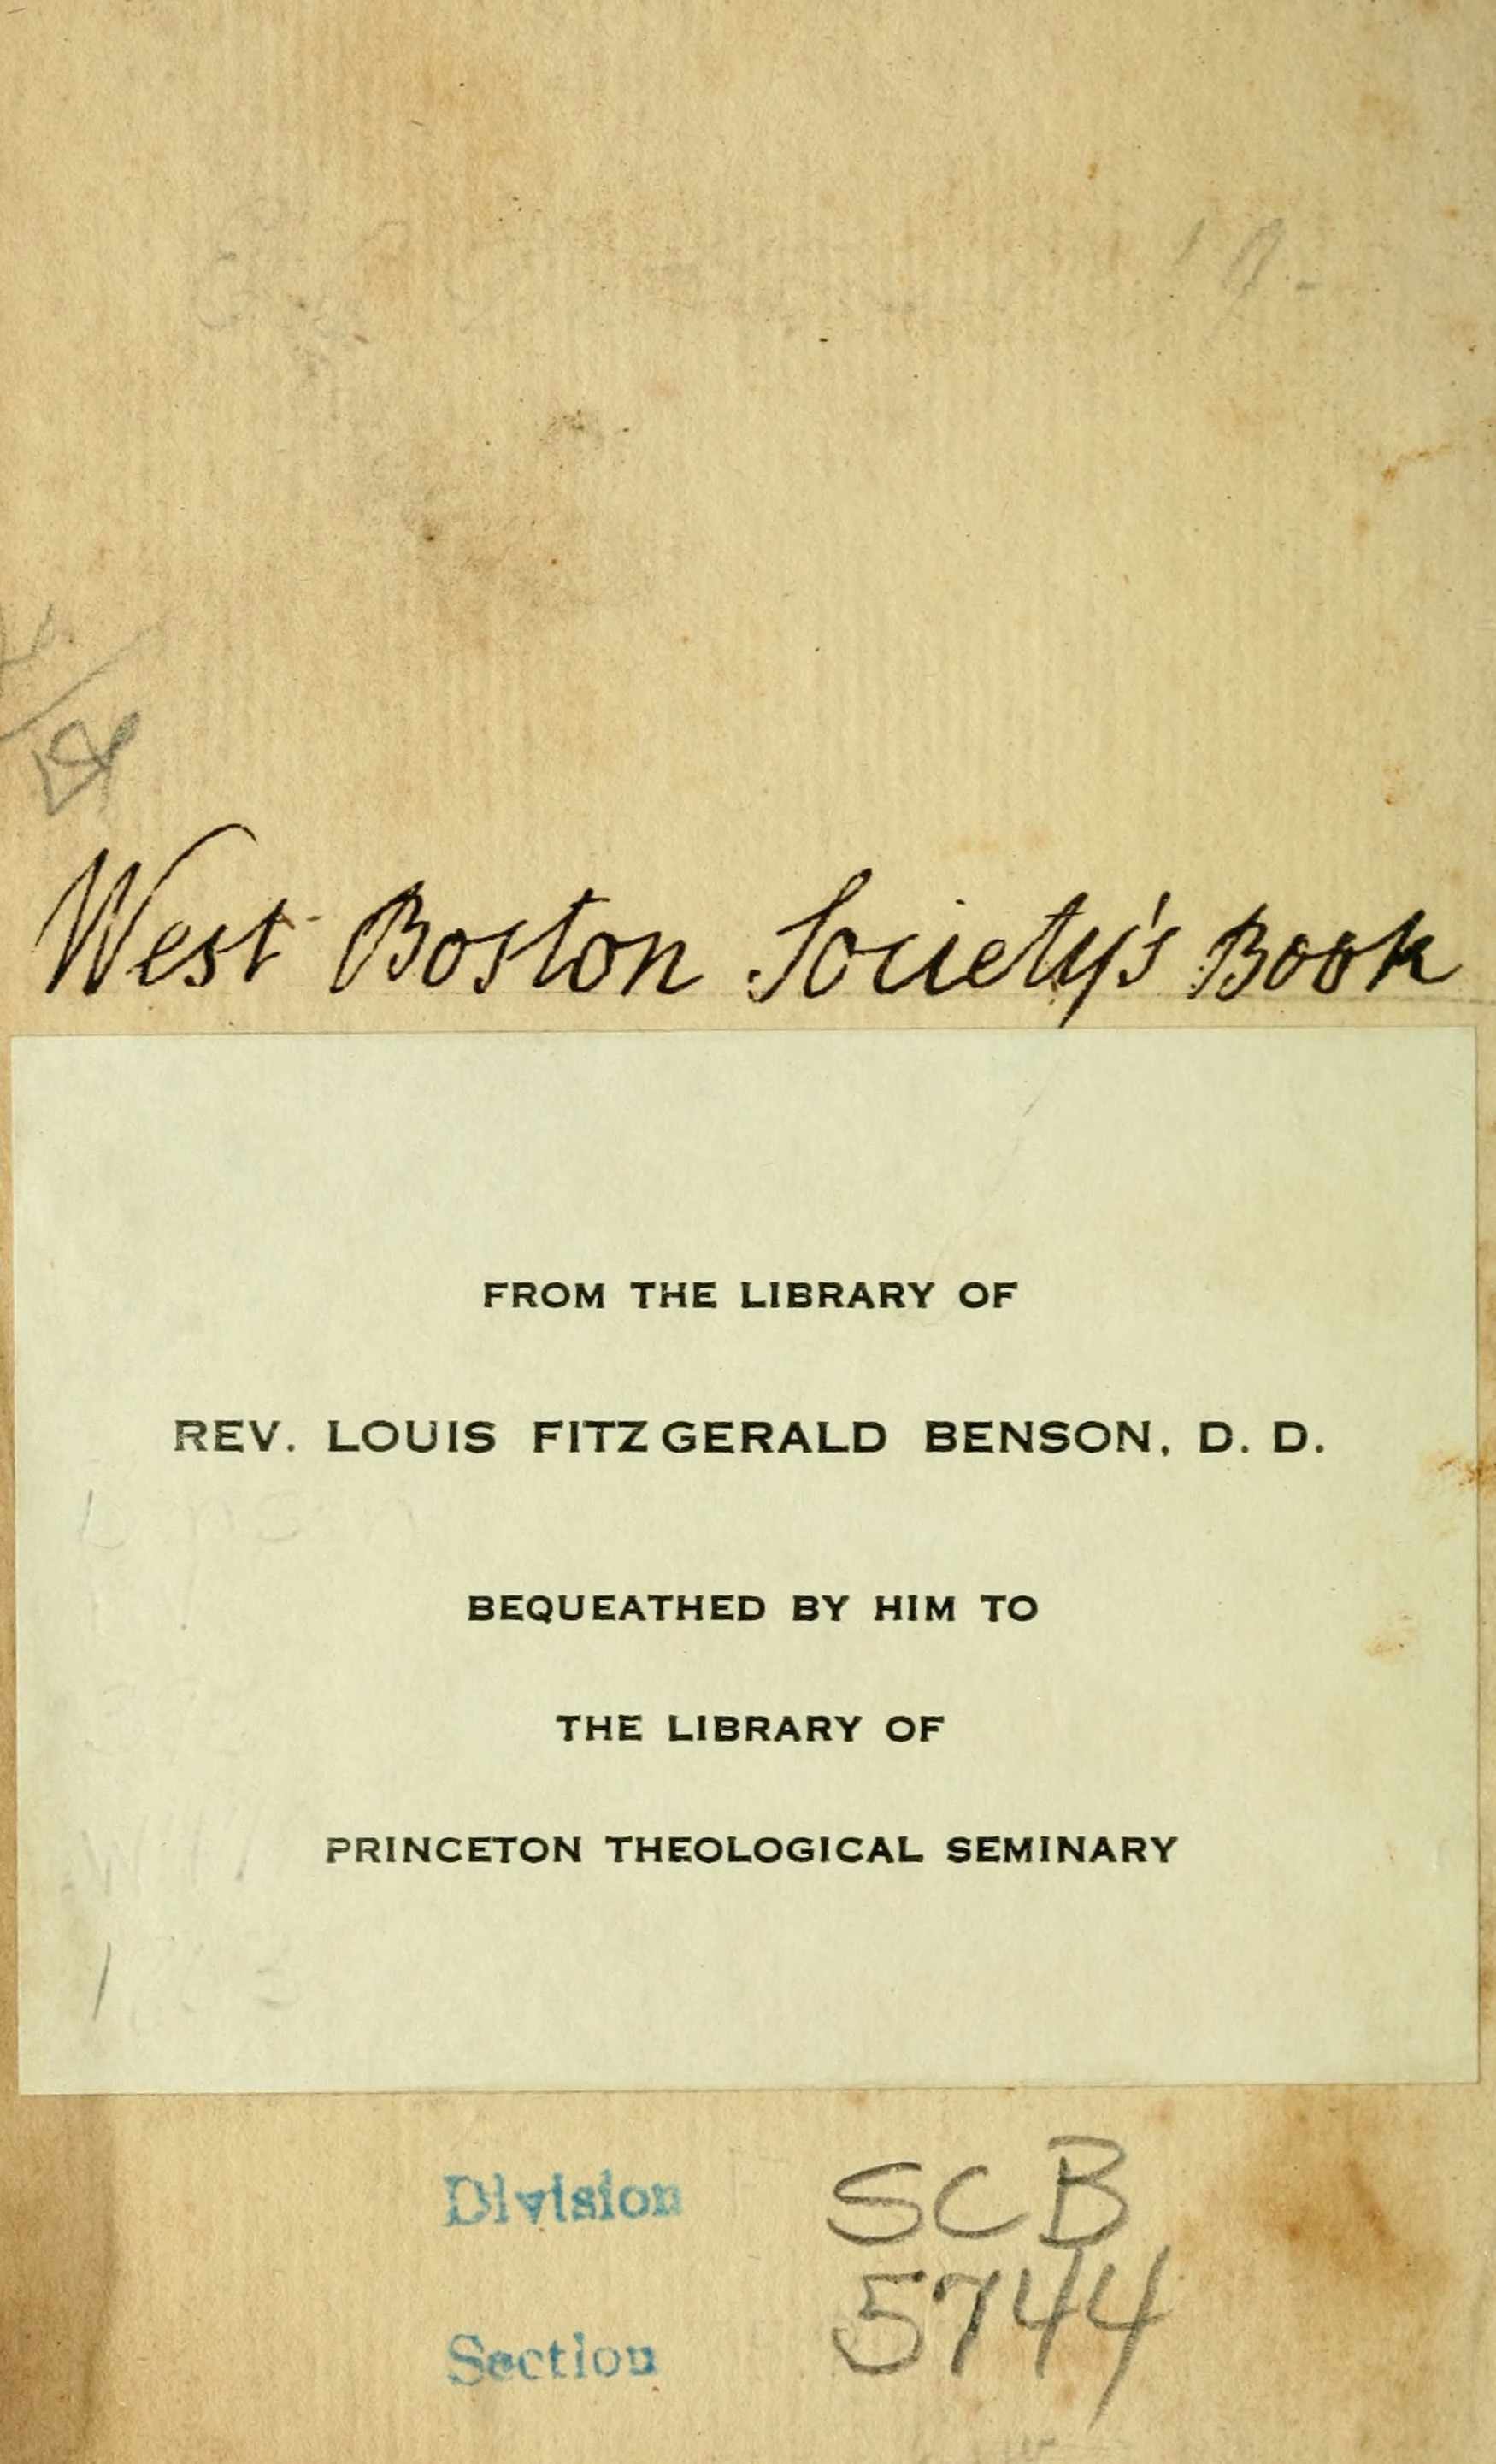 West Boston Society's Book
FROM THE LIBRARY OF
REV. LOUIS FITZGERALD BENSON, D. D.
BEQUEATHED BY HIM TO
THE LIBRARY OF
PRINCETON THEOLOGICAL SEMINARY
Division SCB
5744
Section